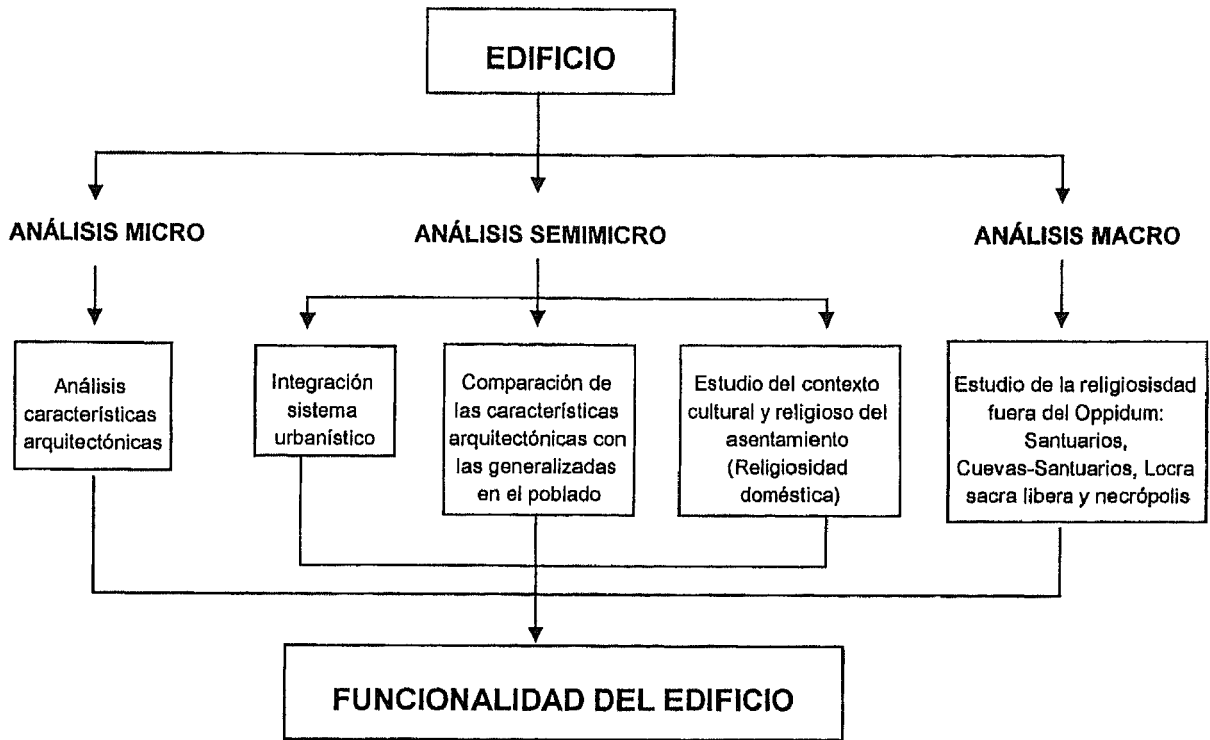 EDIFICIO
ANÁLISIS MICRO
ANÁLISIS SEMIMICRO
ANÁLISIS MACRO
Análisis
características
arquitectónicas
Integración
sistema
urbanístico
Comparación de
las características
arquitectónicas con
las generalizadas
en el poblado
Estudio del contexto
cultural y religioso del
asentamiento
(Religiosidad
doméstica)
Estudio de la religiosisdad
fuera del Oppidum:
Santuarios,
Cuevas-Santuarios, Locra
sacra libera y necrópolis
FUNCIONALIDAD DEL EDIFICIO